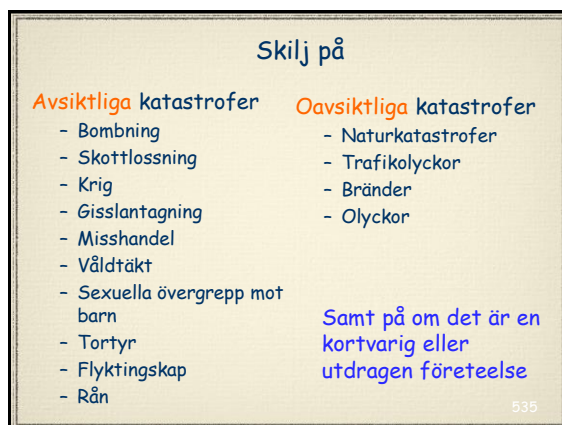 Skilj på
Avsiktliga katastrofer
– Bombning
– Skottlossning
– Krig
– Gisslantagning
– Misshandel
– Våldtäkt
– Sexuella övergrepp mot
barn
– Tortyr
– Flyktingskap
– Rån
Oavsiktliga katastrofer
– Naturkatastrofer
– Trafikolyckor
– Bränder
– Olyckor
Samt på om det är en
kortvarig eller
utdragen företeelse
535